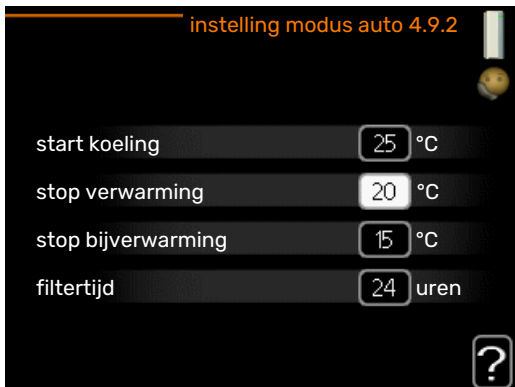 instelling modus auto 4.9.2
start koeling 25 °C
stop verwarming 20 °C
stop bijverwarming 15 °C
filtertijd 24 uren
?